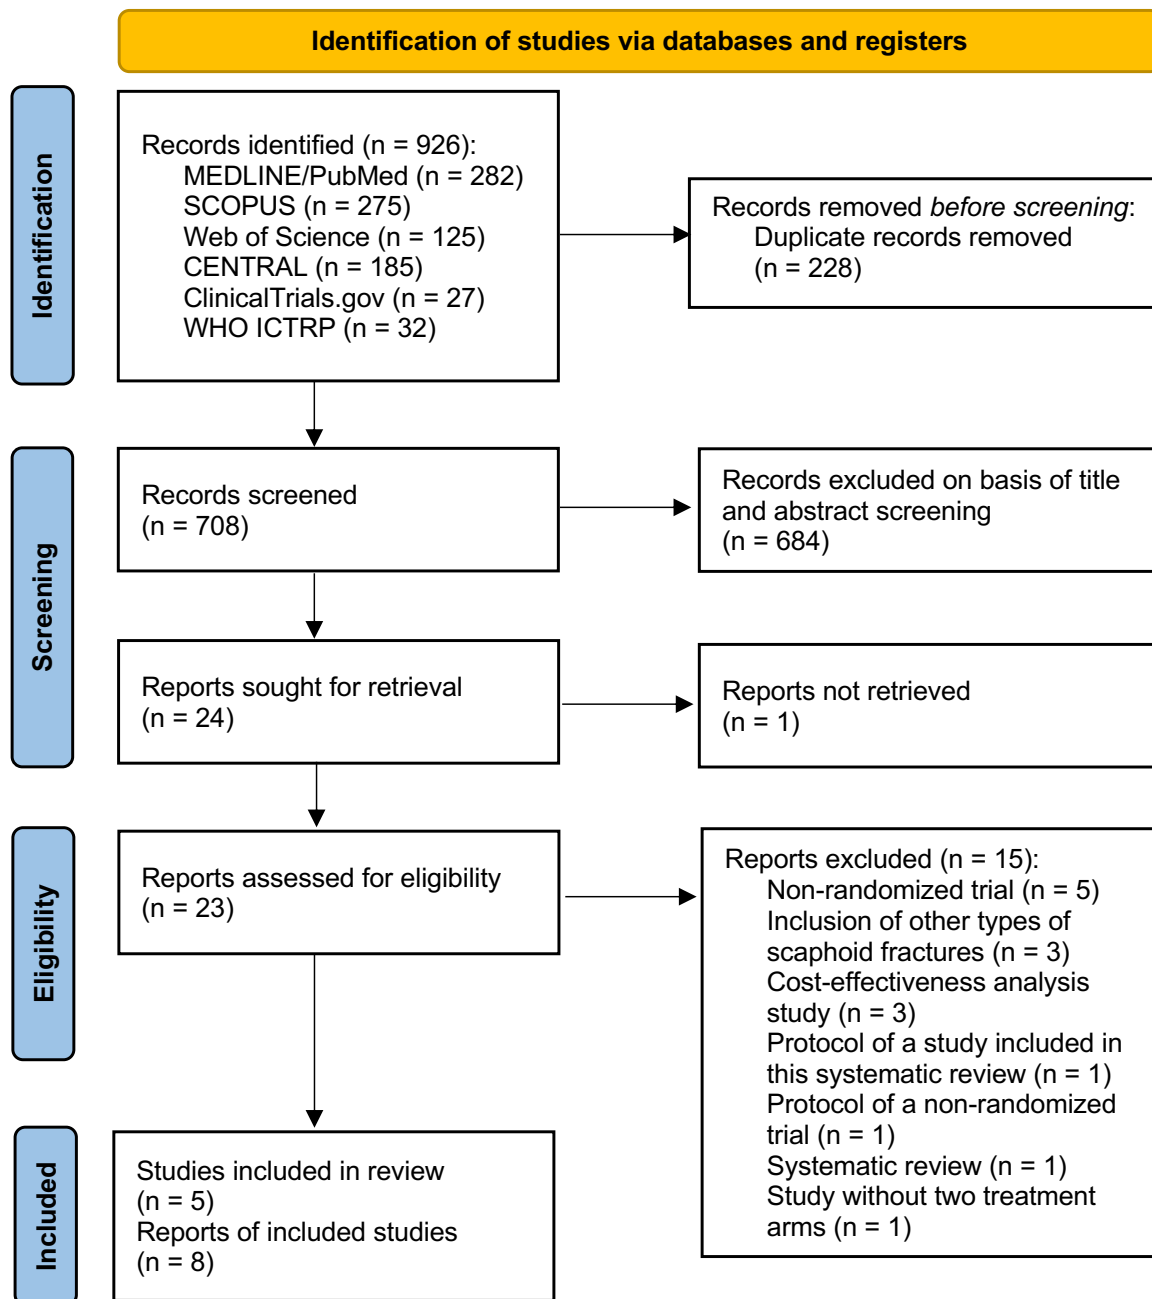 Identification of studies via databases and registers
Identification
Records identified (n = 926):
MEDLINE/PubMed (n = 282)
SCOPUS (n = 275)
Web of Science (n = 125)
CENTRAL (n = 185)
ClinicalTrials.gov (n = 27)
WHO ICTRP (n = 32)
Records removed before screening:
Duplicate records removed
(n = 228)
Screening
Records screened
(n = 708)
Records excluded on basis of title
and abstract screening
(n = 684)
Reports sought for retrieval
(n = 24)
Reports not retrieved
(n = 1)
Eligibility
Reports assessed for eligibility
(n = 23)
Reports excluded (n = 15):
Non-randomized trial (n = 5)
Inclusion of other types of
scaphoid fractures (n = 3)
Cost-effectiveness analysis
study (n = 3)
Protocol of a study included in
this systematic review (n = 1)
Protocol of a non-randomized
trial (n = 1)
Systematic review (n = 1)
Study without two treatment
arms (n = 1)
Included
Studies included in review
(n = 5)
Reports of included studies
(n = 8)